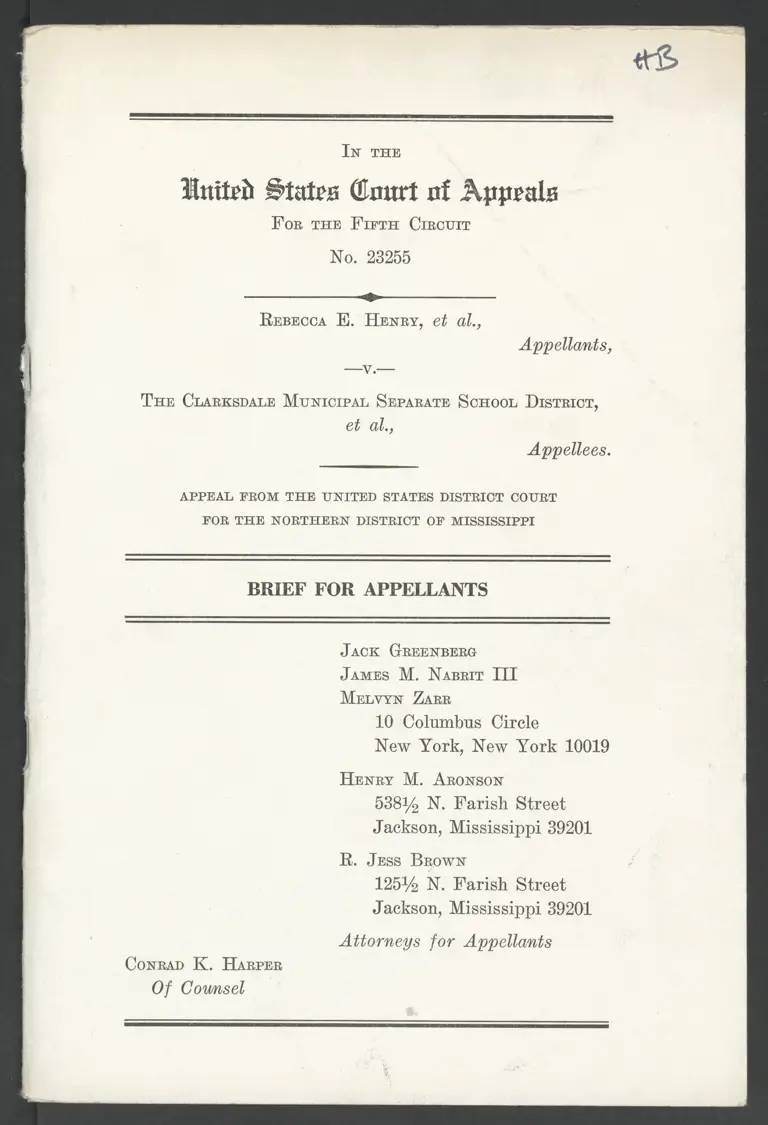 HB
In the
United States Court of Appeals
For the Fifth Circuit
No. 23255
Rebecca E. Henry, et al.,
Appellants,
—v.—
The Clarksdale Municipal Separate School District,
et al.,
Appellees.
APPEAL FROM THE UNITED STATES DISTRICT COURT
FOR THE NORTHERN DISTRICT OF MISSISSIPPI
BRIEF FOR APPELLANTS
Jack Greenberg
James M. Nabrit III
Melvyn Zarr
10 Columbus Circle
New York, New York 10019
Henry M. Aronson
538½ N. Farish Street
Jackson, Mississippi 39201
R. Jess Brown
125½ N. Farish Street
Jackson, Mississippi 39201
Attorneys for Appellants
Conrad K. Harper
Of Counsel